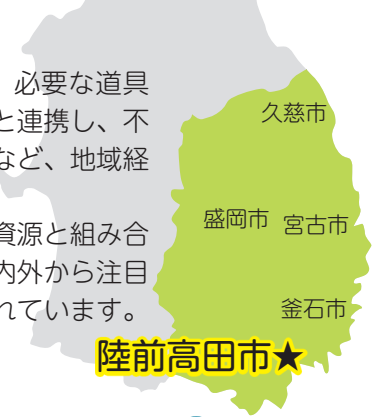 必要な道具
と連携し、不
など、地域経
資源と組み合
内外から注目
れています。
久慈市
盛岡市
宮古市
釜石市
陸前高田市★